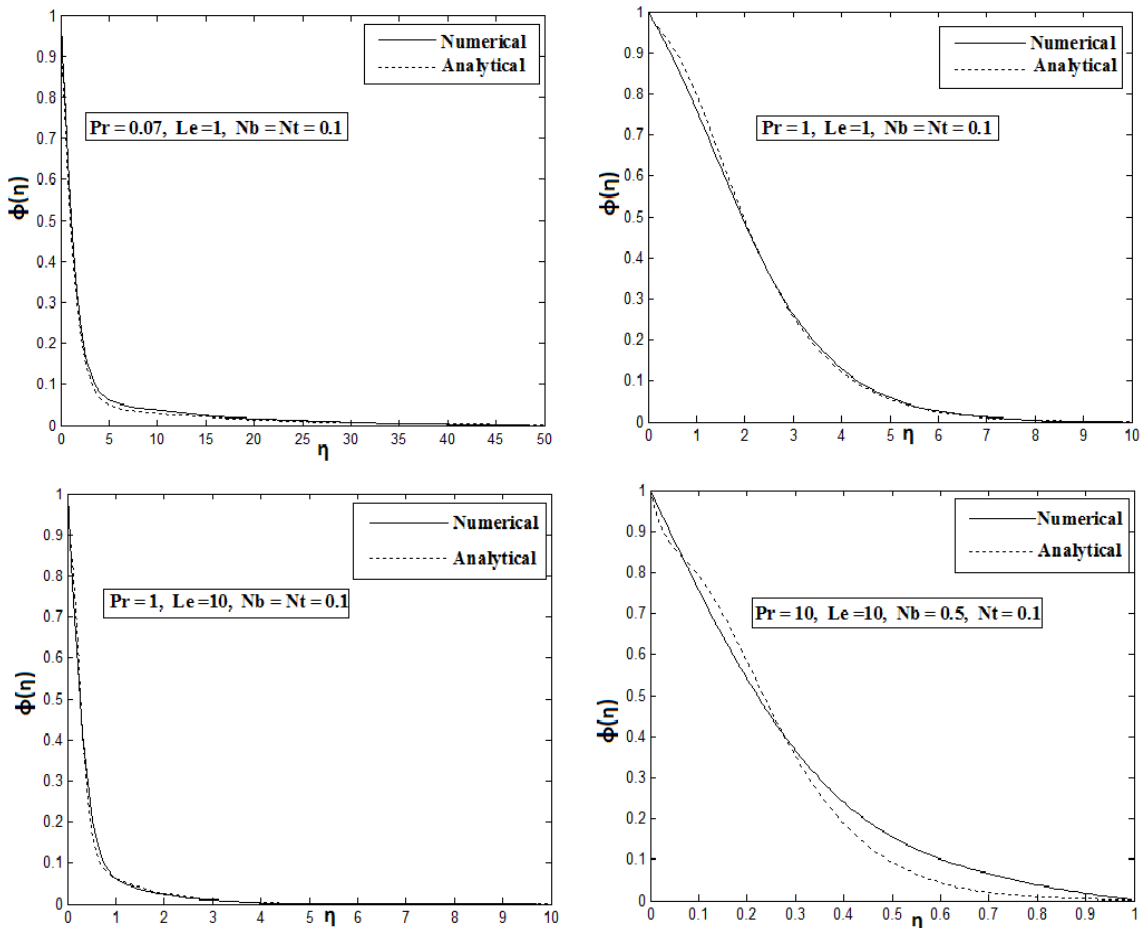 1
0.9
0.8
0.7
0.6
0.5
0.4
0.3
0.2
0.1
0
ϕ(η)
Numerical
Analytical
Pr = 0.07, Le =1, Nb = Nt = 0.1
0 5 10 15 20 25 30 35 40 45 50
η
1
0.9
0.8
0.7
0.6
0.5
0.4
0.3
0.2
0.1
0
ϕ(η)
Numerical
Analytical
Pr = 1, Le =1, Nb = Nt = 0.1
0 1 2 3 4 5 6 7 8 9 10
η
1
0.9
0.8
0.7
0.6
0.5
0.4
0.3
0.2
0.1
0
ϕ(η)
Numerical
Analytical
Pr = 1, Le =10, Nb = Nt = 0.1
0 1 2 3 4 5 6 7 8 9 10
η
1
0.9
0.8
0.7
0.6
0.5
0.4
0.3
0.2
0.1
0
ϕ(η)
Numerical
Analytical
Pr = 10, Le =10, Nb = 0.5, Nt = 0.1
0 0.1 0.2 0.3 0.4 0.5 0.6 0.7 0.8 0.9 1
η